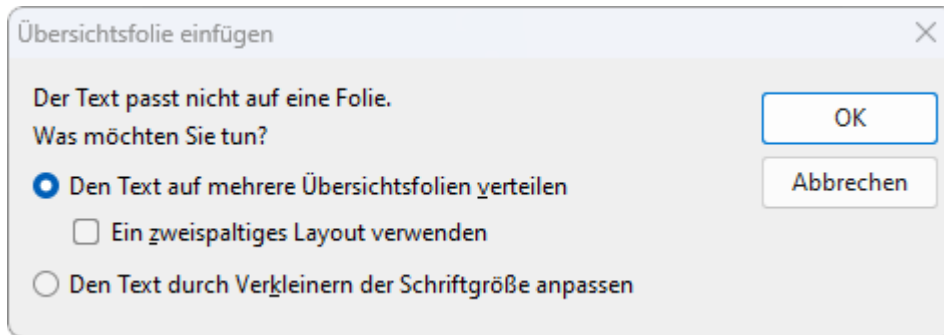 Übersichtsfolie einfügen
Der Text passt nicht auf eine Folie.
Was möchten Sie tun?
OK
Den Text auf mehrere Übersichtsfolien verteilen
Abbrechen
Ein zweispaltiges Layout verwenden
Den Text durch Verkleinern der Schriftgröße anpassen